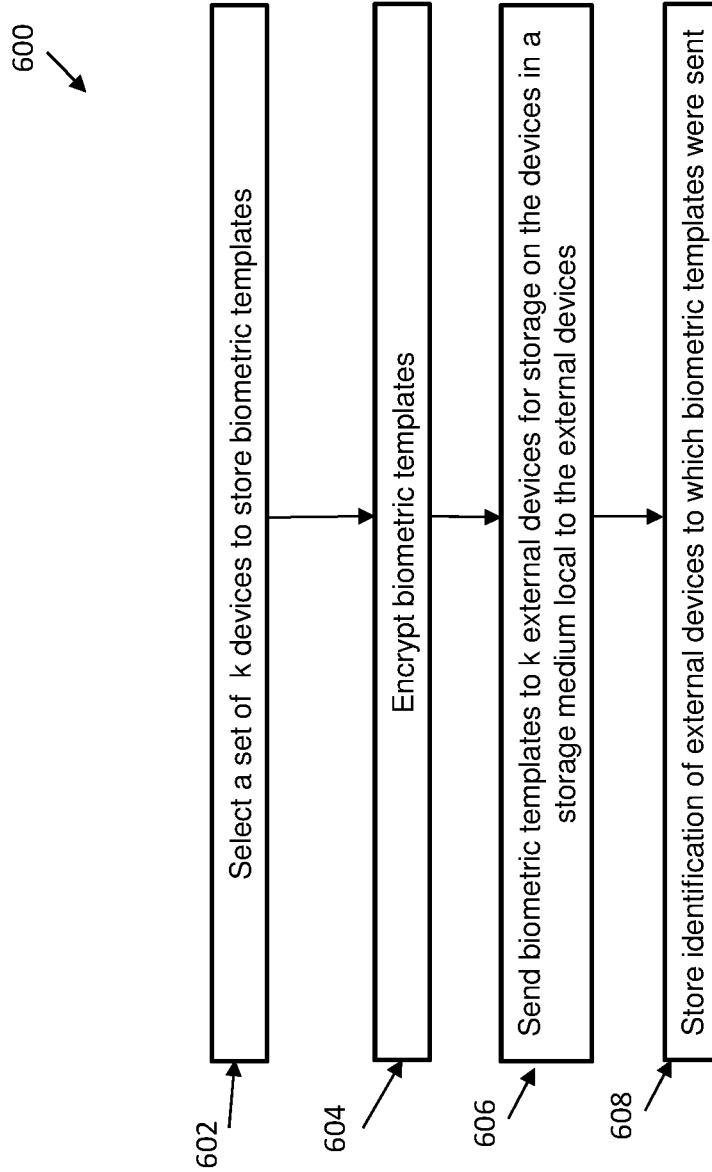 600
602
Select a set of k devices to store biometric templates
604
Encrypt biometric templates
606
Send biometric templates to k external devices for storage on the devices in a
storage medium local to the external devices
608
Store identification of external devices to which biometric templates were sent